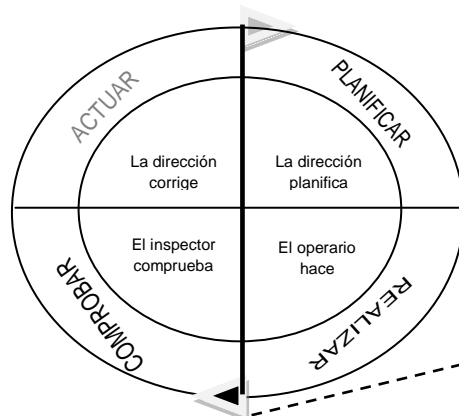 ACTUAR
PLANIFICAR
La dirección
corrige
La dirección
planifica
El inspector
comprueba
El operario
hace
COMPROBAR
REALIZAR